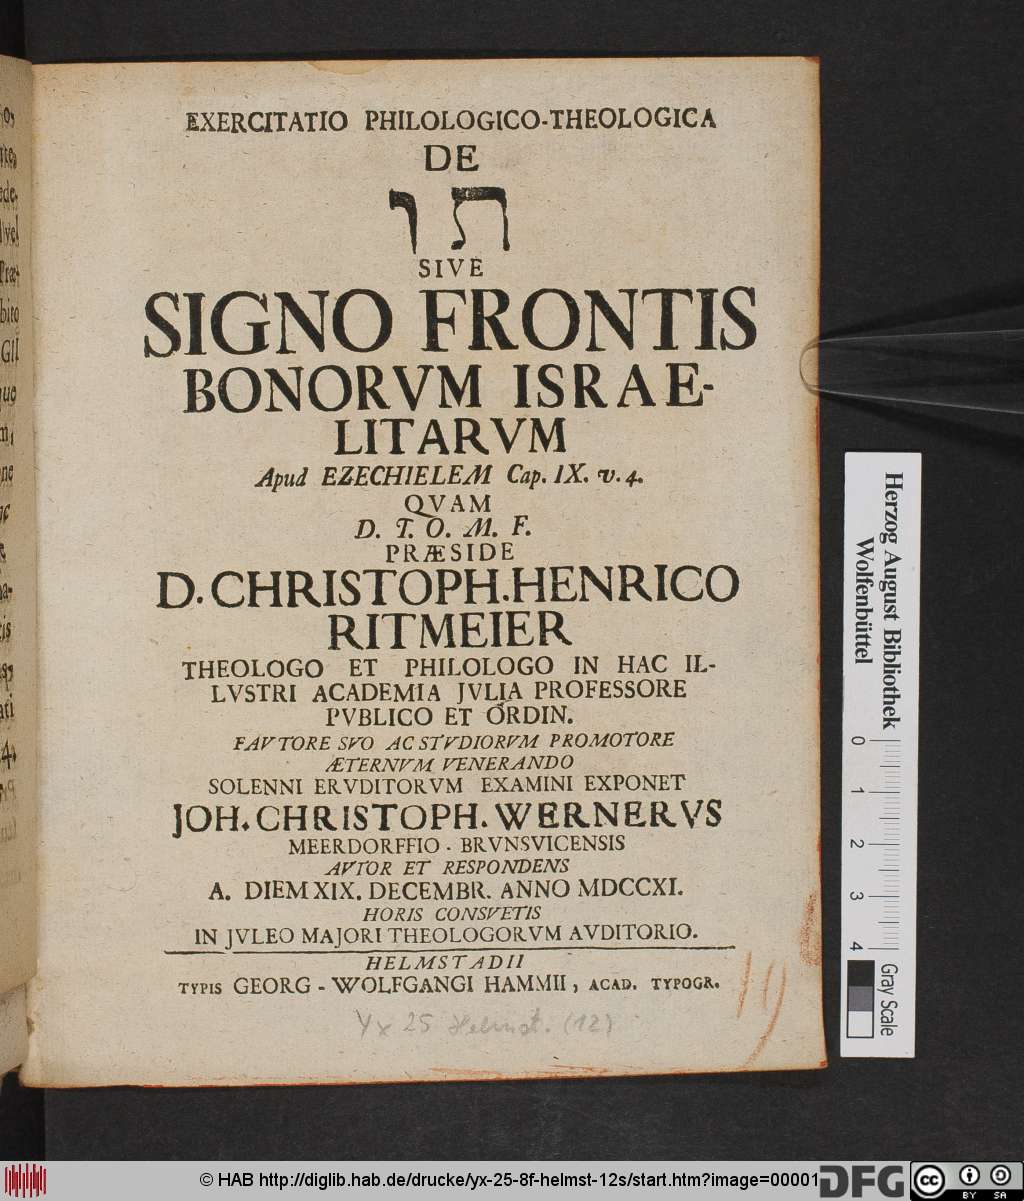 EXERCITATIO PHILOLOGICO-THEOLOGICA
DE
תו
SIVE
SIGNO FRONTIS
BONORVM ISRAE-
LITARVM
Apud EZECHIELEM Cap. IX. v. 4.
QVAM
D. T. O. M. F.
PRÆSIDE
D. CHRISTOPH. HENRICO
RITMEIER
THEOLOGO ET PHILOLOGO IN HAC IL-
LVSTRI ACADEMIA JVLIA PROFESSORE
PVBLICO ET ORDIN.
FAVTORE SVO AC STVDIORVM PROMOTORE
ÆTERNVM VENERANDO
SOLENNI ERVDITORVM EXAMINI EXPONET
JOH. CHRISTOPH. WERNERVS
MEERDORFFIO - BRVNSVICENSIS
AVTOR ET RESPONDENS
A. DIEM XIX. DECEMBR. ANNO MDCCXI.
HORIS CONSVETIS
IN JVLEO MAJORI THEOLOGORVM AVDITORIO.
HELMSTADII
TYPIS GEORG - WOLFGANGI HAMMII, ACAD. TYPOGR.
Yx 25 Helmst. (12)
19
Herzog August Bibliothek
Wolfenbüttel
0 1 2 3 4
Gray Scale
© HAB http://diglib.hab.de/drucke/yx-25-8f-helmst-12s/start.htm?image=00001
DFG
cc BY SA